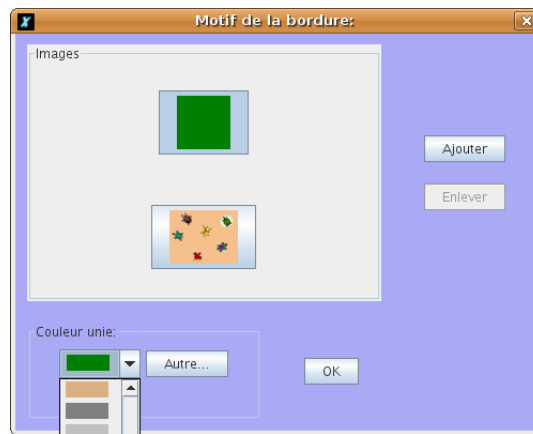 Motif de la bordure:
Images
Ajouter
Enlever
Couleur unie:
Autre...
OK